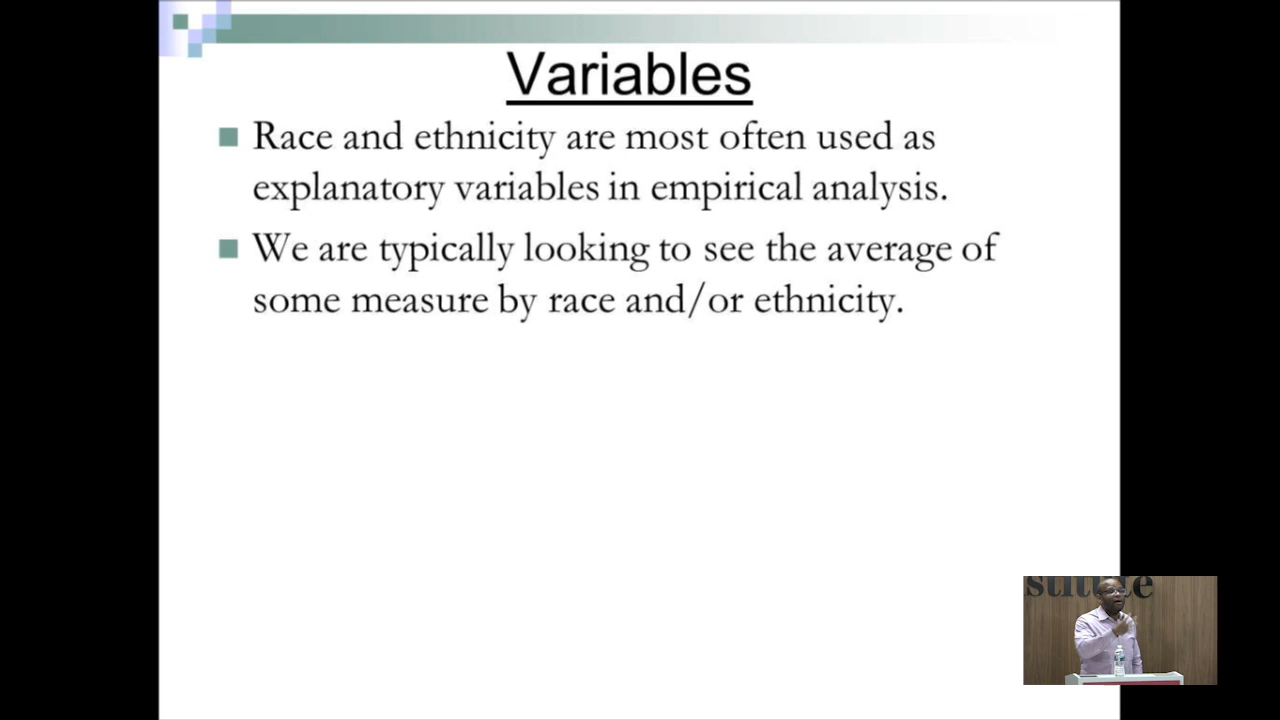 Variables
Race and ethnicity are most often used as
explanatory variables in empirical analysis.
We are typically looking to see the average of
some measure by race and/or ethnicity.
stitute